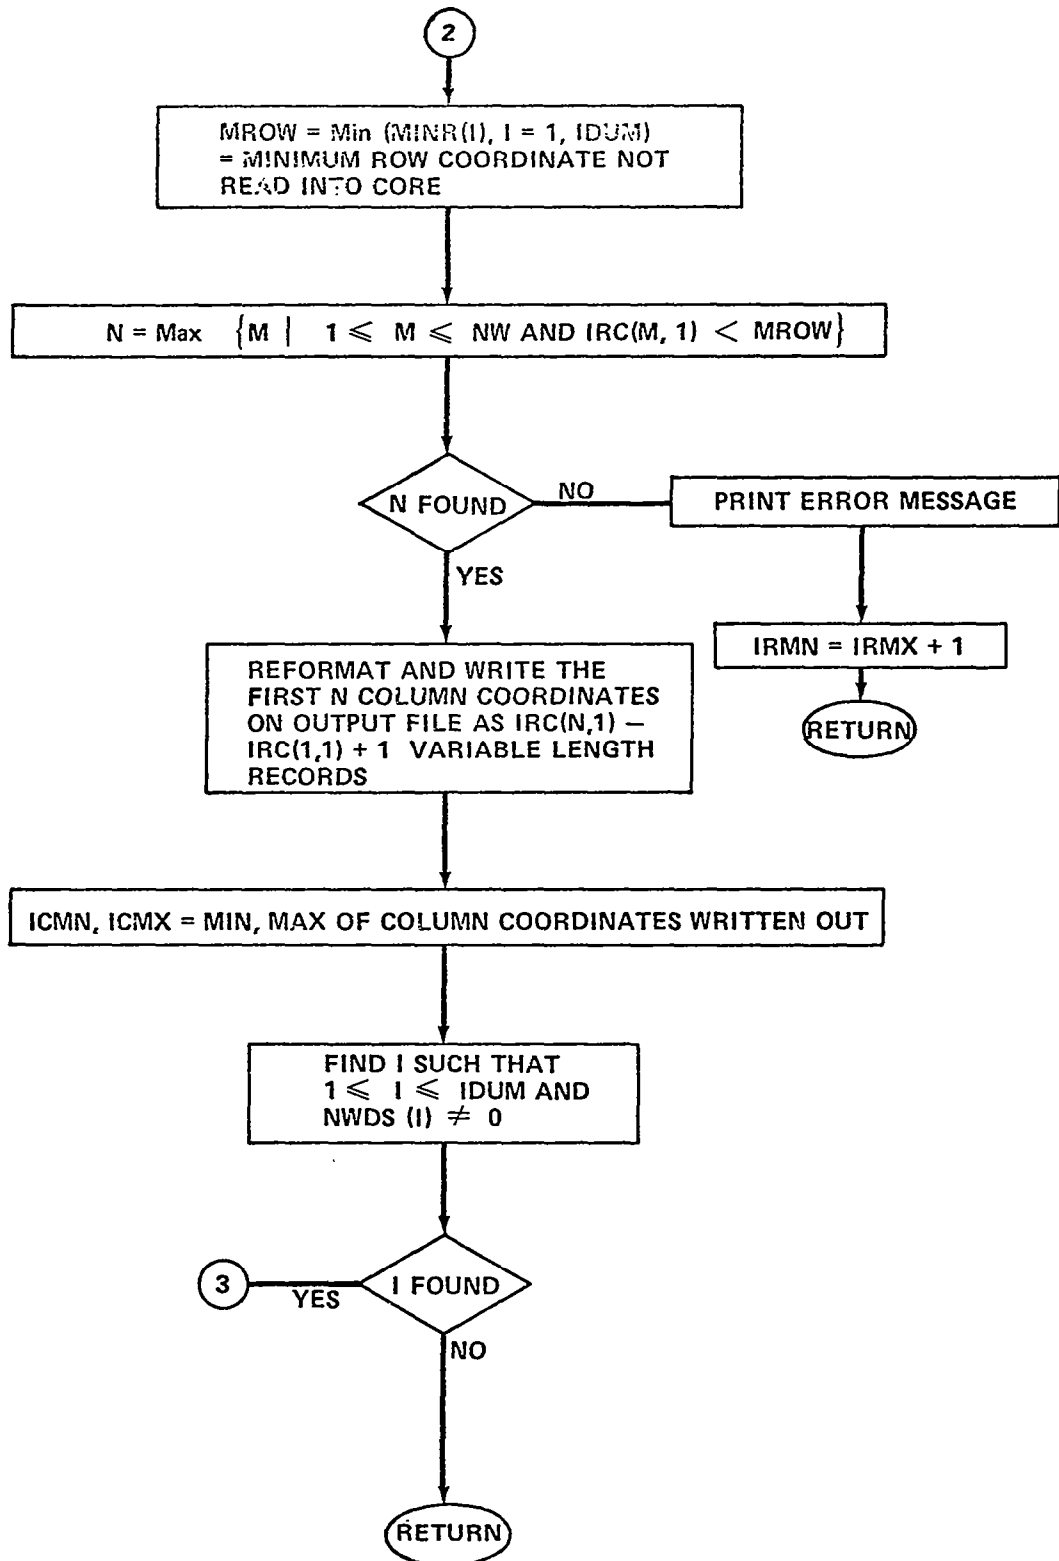 2
MROW = Min (MINR(I), I = 1, IDUM)
= MINIMUM ROW COORDINATE NOT
READ INTO CORE
N = Max { M | 1 ≤ M ≤ NW AND IRC(M, 1) < MROW }
N FOUND
NO
PRINT ERROR MESSAGE
YES
IRMN = IRMX + 1
RETURN
REFORMAT AND WRITE THE
FIRST N COLUMN COORDINATES
ON OUTPUT FILE AS IRC(N,1) –
IRC(1,1) + 1 VARIABLE LENGTH
RECORDS
ICMN, ICMX = MIN, MAX OF COLUMN COORDINATES WRITTEN OUT
FIND I SUCH THAT
1 ≤ I ≤ IDUM AND
NWDS (I) ≠ 0
3
YES
I FOUND
NO
RETURN